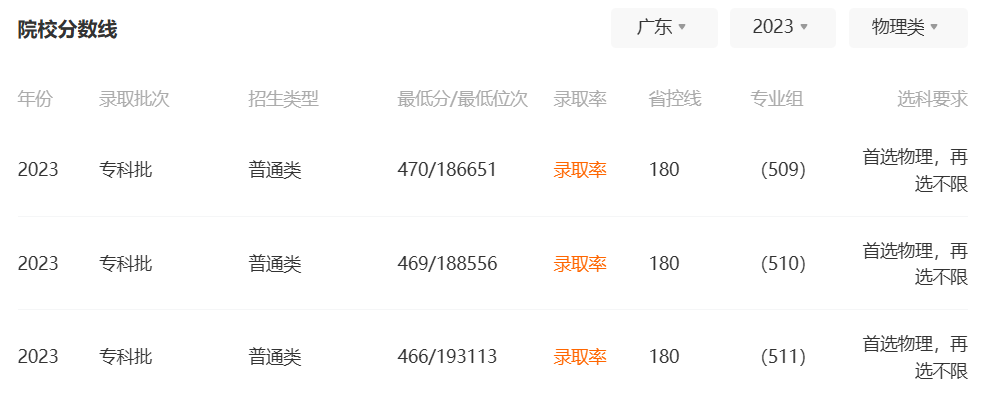 院校分数线 广东 2023 物理类
年份 录取批次 招生类型 最低分/最低位次 录取率 省控线 专业组 选科要求
2023 专科批 普通类 470/186651 录取率 180 （509） 首选物理，再
选不限
2023 专科批 普通类 469/188556 录取率 180 （510） 首选物理，再
选不限
2023 专科批 普通类 466/193113 录取率 180 （511） 首选物理，再
选不限